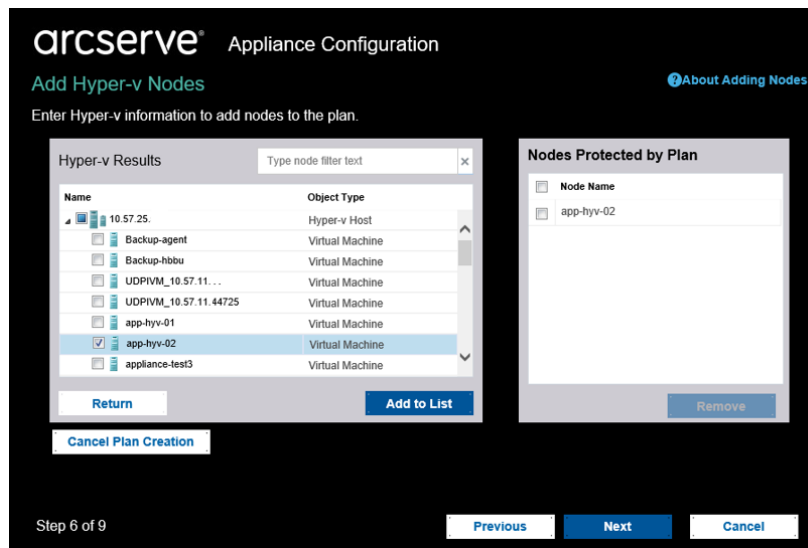 arcserve® Appliance Configuration
Add Hyper-v Nodes
?About Adding Nodes
Enter Hyper-v information to add nodes to the plan.
Hyper-v Results
Type node filter text
×
Name Object Type
10.57.25. Hyper-v Host
Backup-agent Virtual Machine
Backup-hbbu Virtual Machine
UDPIVM_10.57.11... Virtual Machine
UDPIVM_10.57.11.44725 Virtual Machine
app-hyv-01 Virtual Machine
app-hyv-02 Virtual Machine
appliance-test3 Virtual Machine
Return
Add to List
Nodes Protected by Plan
Node Name
app-hyv-02
Remove
Cancel Plan Creation
Step 6 of 9
Previous
Next
Cancel